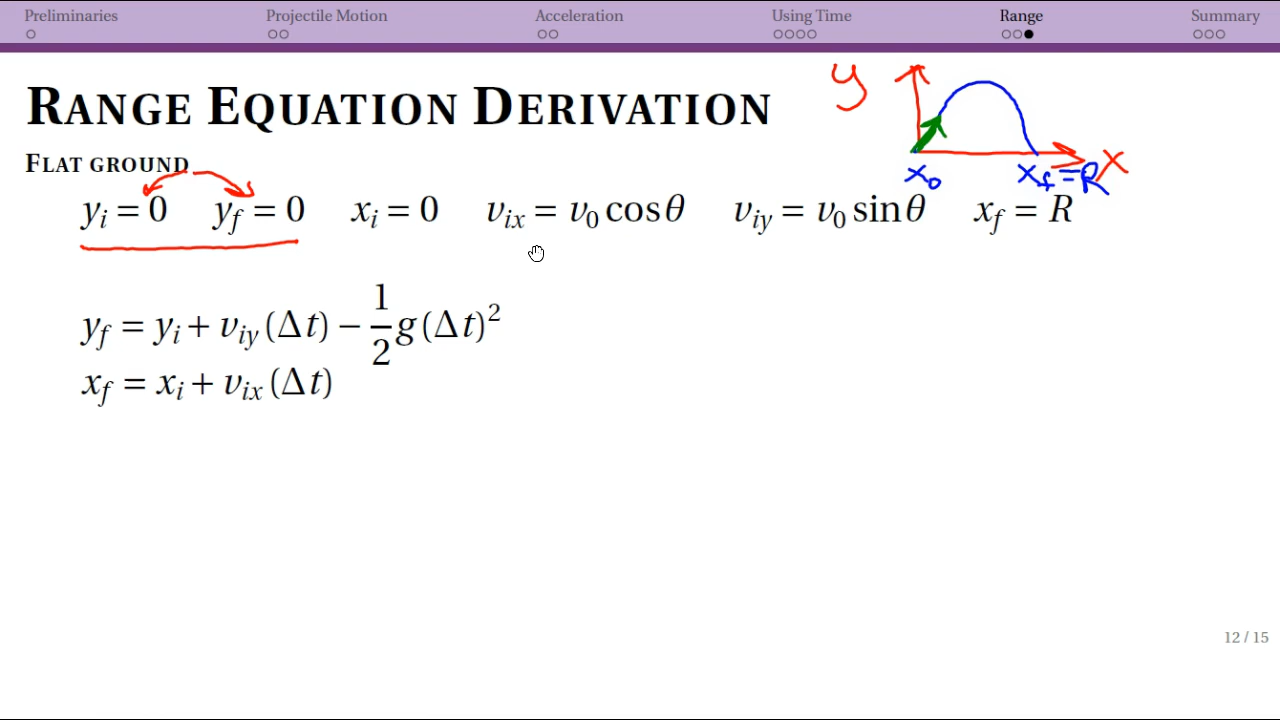 Preliminaries Projectile Motion Acceleration Using Time Range Summary
RANGE EQUATION DERIVATION
y
FLAT GROUND
x₀ x_f = R x
y_i = 0 y_f = 0 x_i = 0 v_ix = v₀ cos θ v_iy = v₀ sin θ x_f = R
y_f = y_i + v_iy (Δt) − 1/2 g (Δt)²
x_f = x_i + v_ix (Δt)
12 / 15